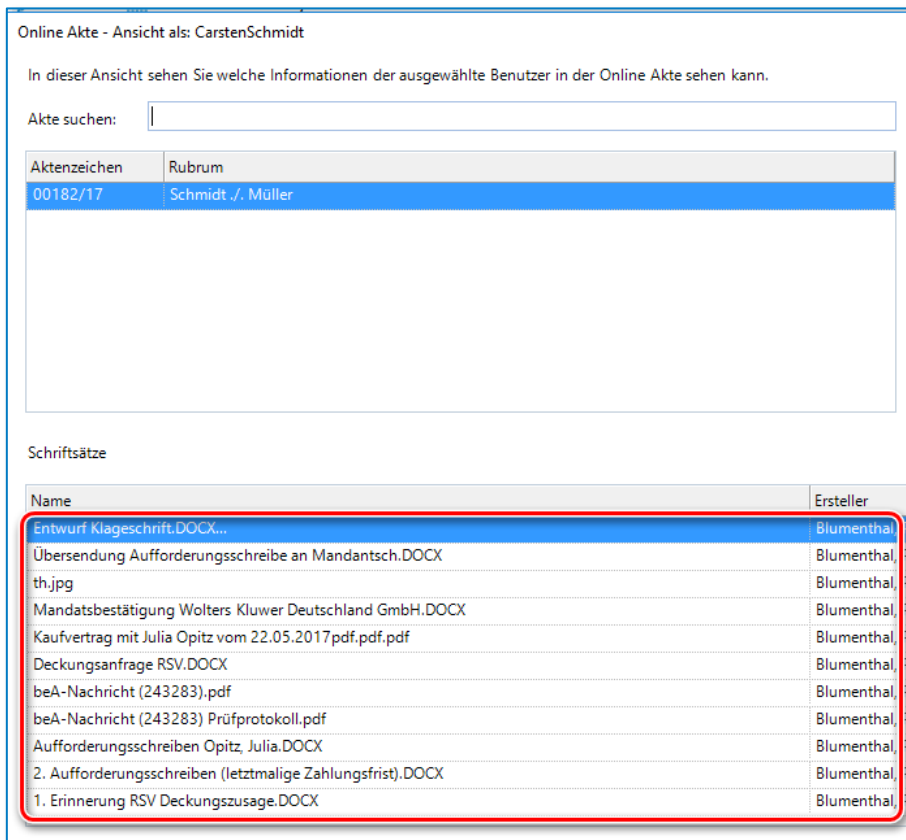 Online Akte - Ansicht als: CarstenSchmidt
In dieser Ansicht sehen Sie welche Informationen der ausgewählte Benutzer in der Online Akte sehen kann.
Akte suchen:
Aktenzeichen Rubrum
00182/17 Schmidt ./. Müller
Schriftsätze
Name Ersteller
Entwurf Klageschrift.DOCX... Blumenthal,
Übersendung Aufforderungsschreibe an Mandantsch.DOCX Blumenthal,
th.jpg Blumenthal,
Mandatsbestätigung Wolters Kluwer Deutschland GmbH.DOCX Blumenthal,
Kaufvertrag mit Julia Opitz vom 22.05.2017pdf.pdf.pdf Blumenthal,
Deckungsanfrage RSV.DOCX Blumenthal,
beA-Nachricht (243283).pdf Blumenthal,
beA-Nachricht (243283) Prüfprotokoll.pdf Blumenthal,
Aufforderungsschreiben Opitz, Julia.DOCX Blumenthal,
2. Aufforderungsschreiben (letztmalige Zahlungsfrist).DOCX Blumenthal,
1. Erinnerung RSV Deckungszusage.DOCX Blumenthal,